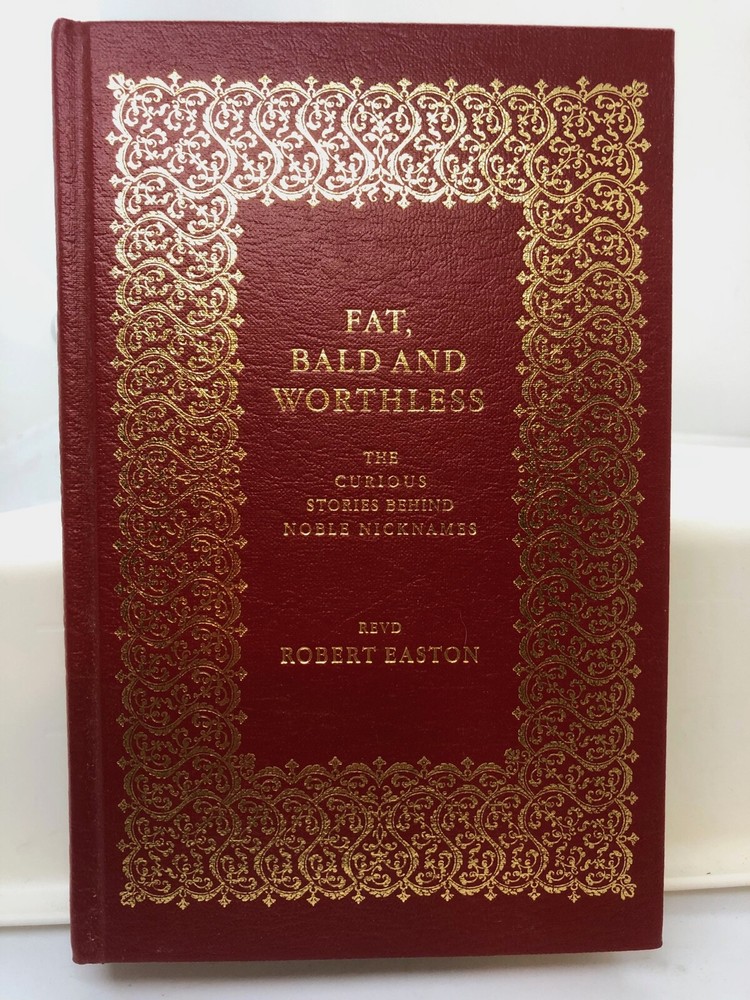 FAT,
BALD AND
WORTHLESS
THE
CURIOUS
STORIES BEHIND
NOBLE NICKNAMES
REVD
ROBERT EASTON